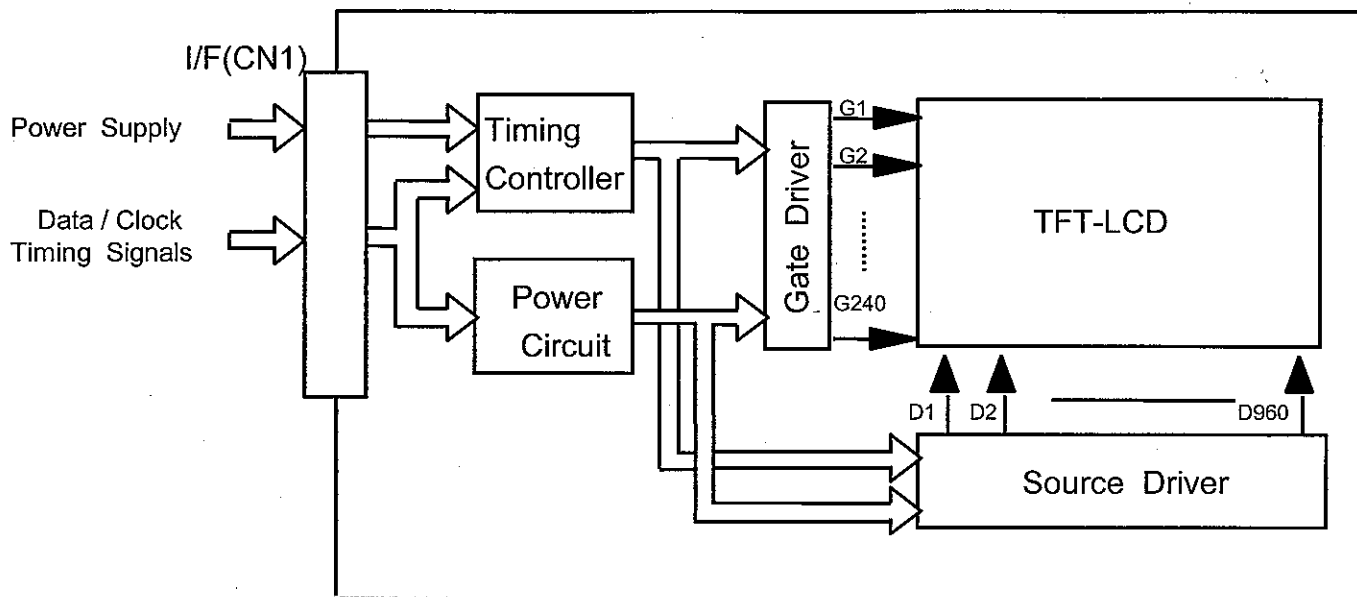 I/F(CN1)
Power Supply
Data / Clock
Timing Signals
Timing
Controller
Power
Circuit
Gate Driver
G1
G2
G240
TFT-LCD
D1
D2
D960
Source Driver